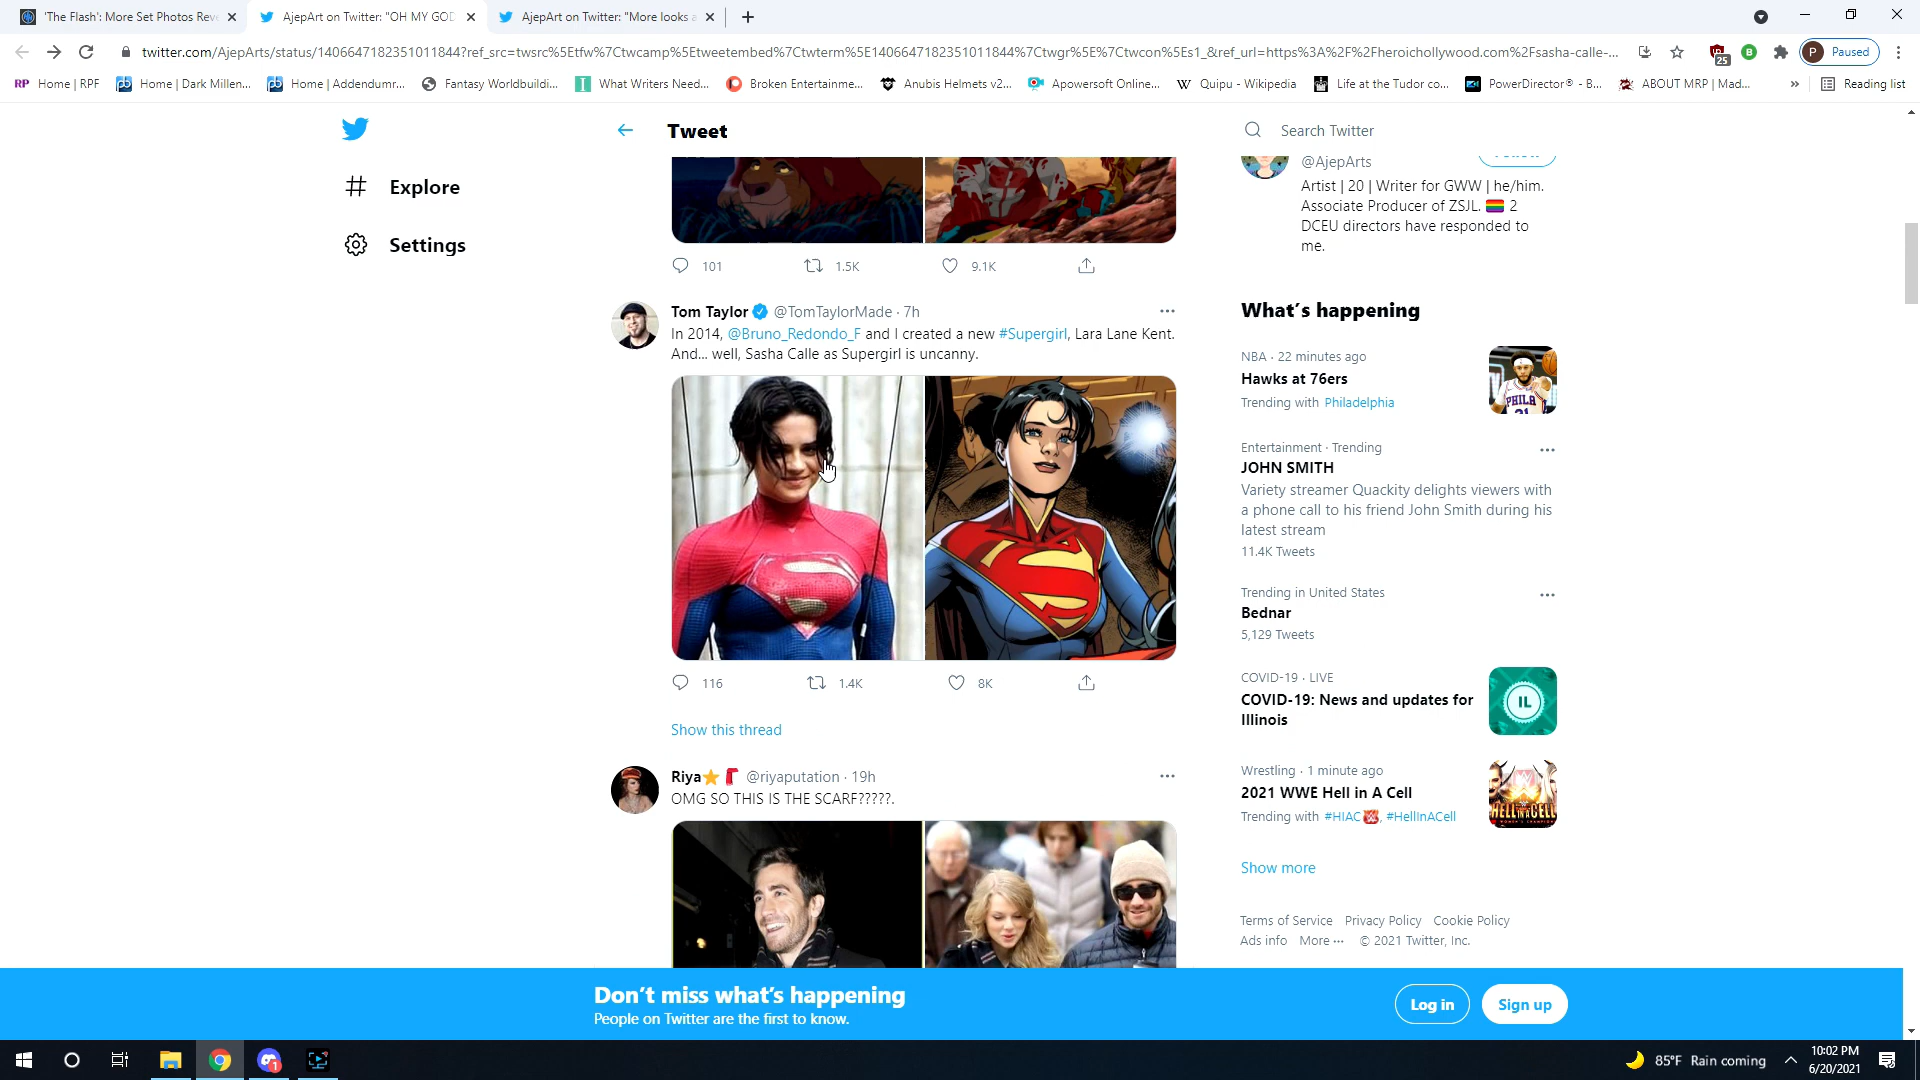 'The Flash': More Set Photos Reve
AjepArt on Twitter: "OH MY GOD
AjepArt on Twitter: "More looks a
twitter.com/AjepArts/status/1406647182351011844?ref_src=twsrc%5Etfw%7Ctwcamp%5Etweetembed%7Ctwterm%5E1406647182351011844%7Ctwgr%5E%7Ctwcon%5Es1_&ref_url=https%3A%2F%2Fheroichollywood.com%2Fsasha-calle-...
25
B
P Paused
RP Home | RPF
Home | Dark Millen...
Home | Addendumr...
Fantasy Worldbuildi...
What Writers Need...
Broken Entertainme...
Anubis Helmets v2...
Apowersoft Online...
W Quipu - Wikipedia
Life at the Tudor co...
PowerDirector® - B...
ABOUT MRP | Mad...
»
Reading list
Explore
Settings
Tweet
101 1.5K 9.1K
Tom Taylor @TomTaylorMade · 7h
In 2014, @Bruno_Redondo_F and I created a new #Supergirl, Lara Lane Kent.
And... well, Sasha Calle as Supergirl is uncanny.
116 1.4K 8K
Show this thread
Riya @riyaputation · 19h
OMG SO THIS IS THE SCARF?????.
Search Twitter
@AjepArts
Artist | 20 | Writer for GWW | he/him.
Associate Producer of ZSJL. 2
DCEU directors have responded to
me.
What's happening
NBA · 22 minutes ago
Hawks at 76ers
Trending with Philadelphia
PHILA
Entertainment · Trending
JOHN SMITH
Variety streamer Quackity delights viewers with
a phone call to his friend John Smith during his
latest stream
11.4K Tweets
Trending in United States
Bednar
5,129 Tweets
COVID-19 · LIVE
COVID-19: News and updates for
Illinois
IL
Wrestling · 1 minute ago
2021 WWE Hell in A Cell
Trending with #HIAC, #HellInACell
HELL IN A CELL
Show more
Terms of Service Privacy Policy Cookie Policy
Ads info More ··· © 2021 Twitter, Inc.
Don't miss what's happening
People on Twitter are the first to know.
Log in
Sign up
1
85°F Rain coming
10:02 PM
6/20/2021